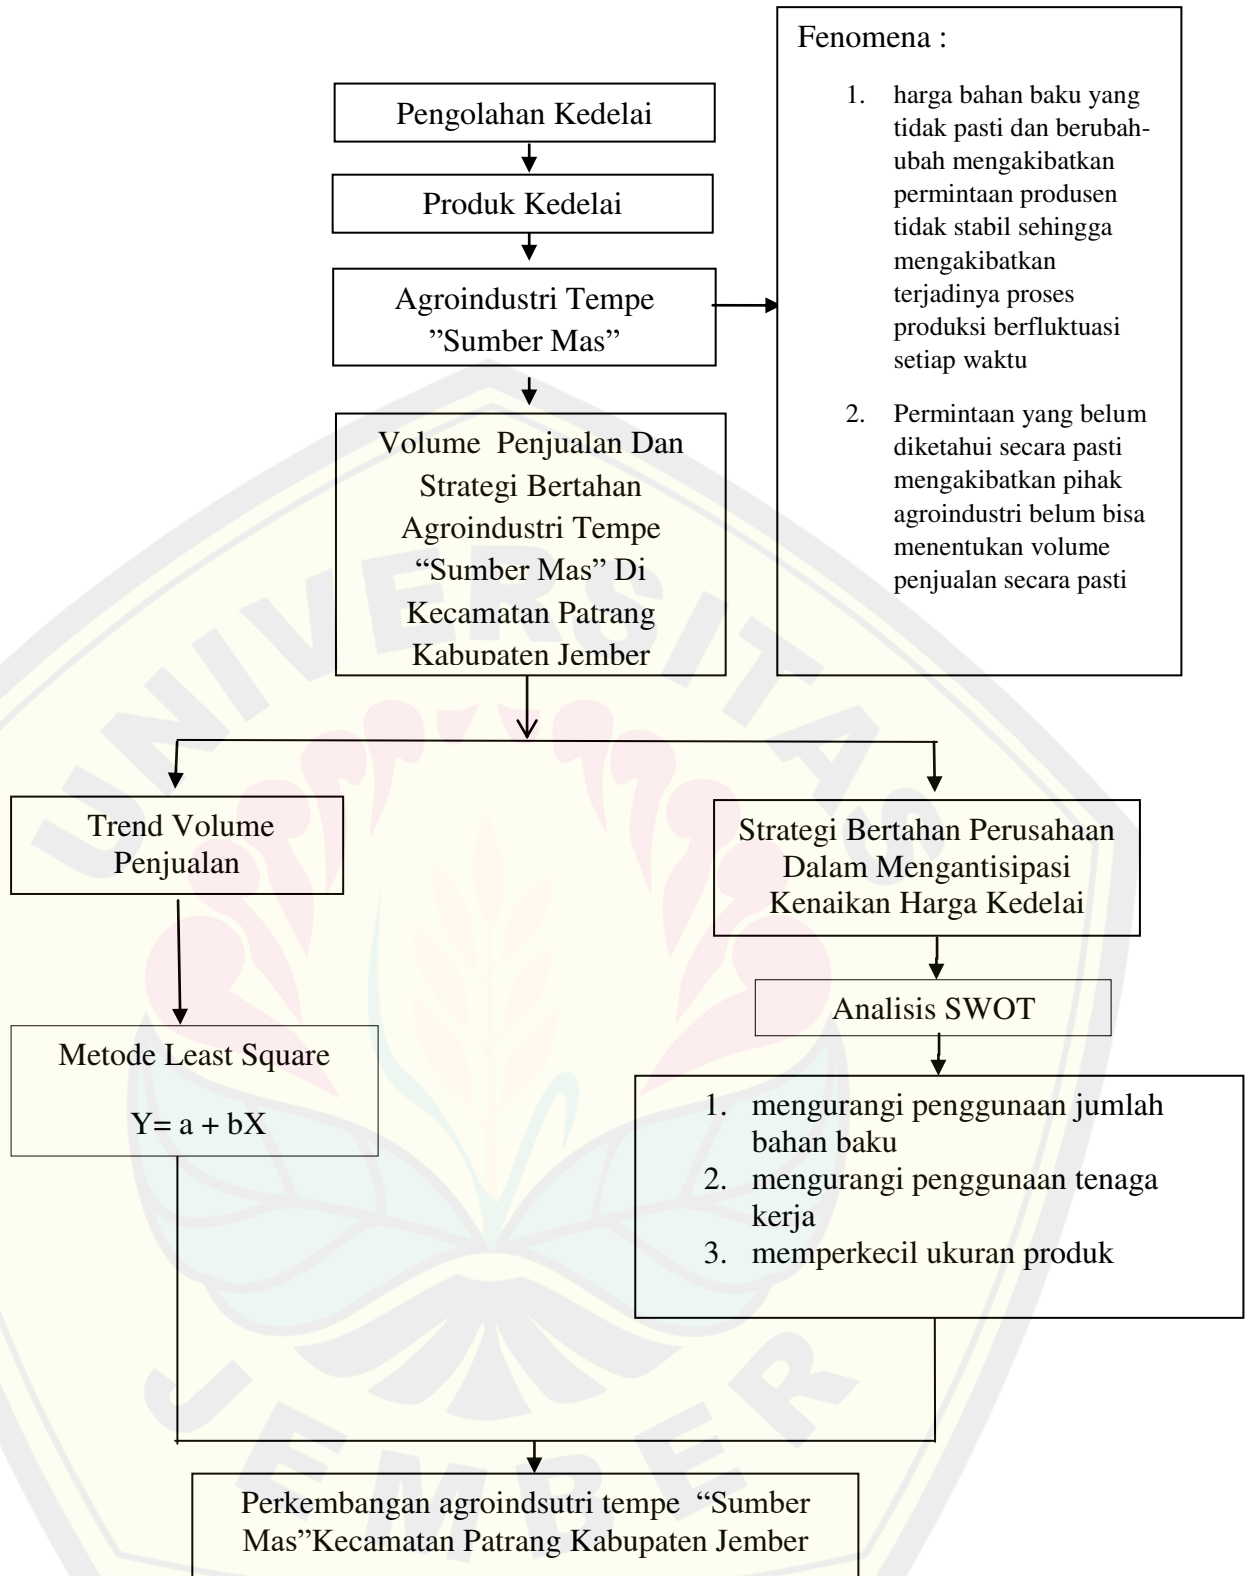 Fenomena :
1. harga bahan baku yang
tidak pasti dan berubah-
ubah mengakibatkan
permintaan produsen
tidak stabil sehingga
mengakibatkan
terjadinya proses
produksi berfluktuasi
setiap waktu
2. Permintaan yang belum
diketahui secara pasti
mengakibatkan pihak
agroindustri belum bisa
menentukan volume
penjualan secara pasti
Pengolahan Kedelai
Produk Kedelai
Agroindustri Tempe
”Sumber Mas”
Volume Penjualan Dan
Strategi Bertahan
Agroindustri Tempe
“Sumber Mas” Di
Kecamatan Patrang
Kabupaten Jember
Trend Volume
Penjualan
Metode Least Square
Y= a + bX
Strategi Bertahan Perusahaan
Dalam Mengantisipasi
Kenaikan Harga Kedelai
Analisis SWOT
1. mengurangi penggunaan jumlah
bahan baku
2. mengurangi penggunaan tenaga
kerja
3. memperkecil ukuran produk
Perkembangan agroindsutri tempe “Sumber
Mas”Kecamatan Patrang Kabupaten Jember
UNIVERSITAS
JEMBER